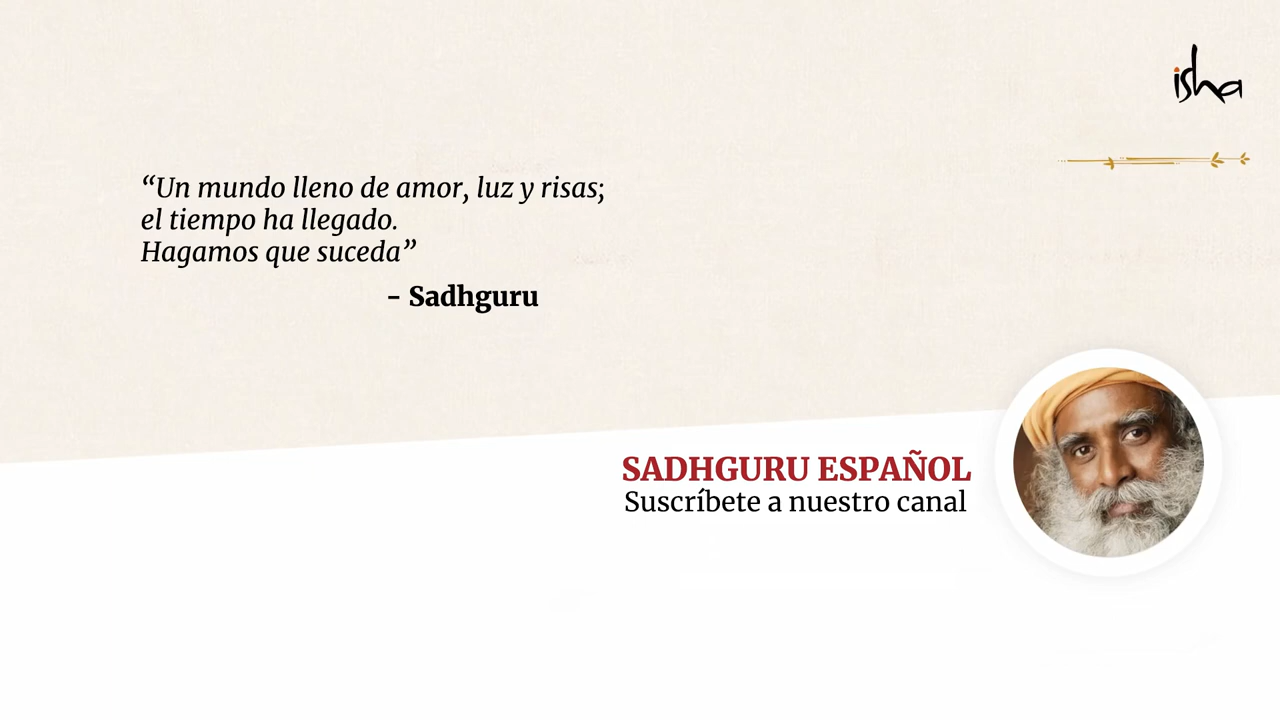 isha
“Un mundo lleno de amor, luz y risas;
el tiempo ha llegado.
Hagamos que suceda”
- Sadhguru
SADHGURU ESPAÑOL
Suscríbete a nuestro canal